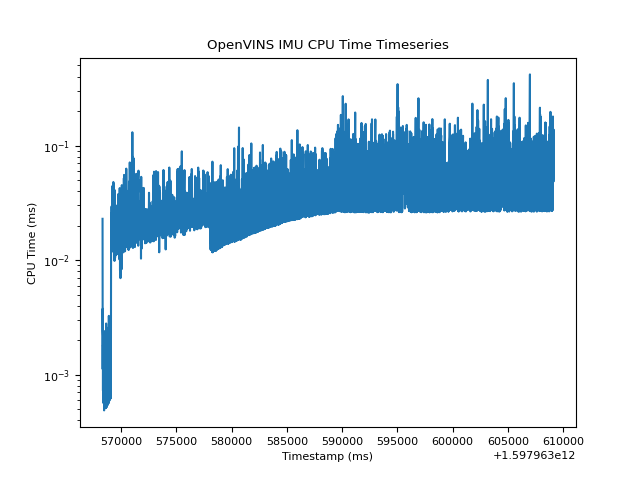 OpenVINS IMU CPU Time Timeseries
CPU Time (ms)
10⁻¹
10⁻²
10⁻³
570000 575000 580000 585000 590000 595000 600000 605000 610000
Timestamp (ms)
+1.597963e12